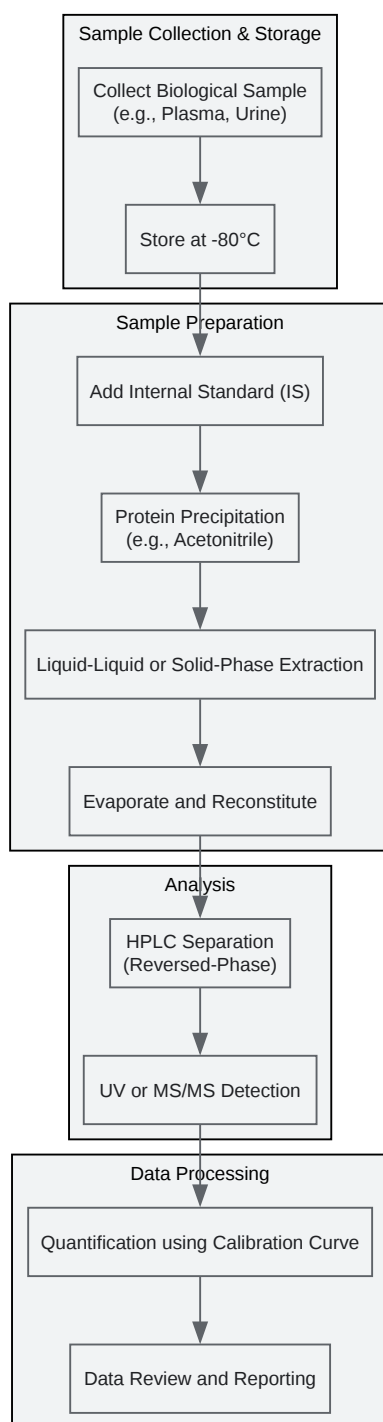 Sample Collection & Storage
Collect Biological Sample
(e.g., Plasma, Urine)
Store at -80°C
Sample Preparation
Add Internal Standard (IS)
Protein Precipitation
(e.g., Acetonitrile)
Liquid-Liquid or Solid-Phase Extraction
Evaporate and Reconstitute
Analysis
HPLC Separation
(Reversed-Phase)
UV or MS/MS Detection
Data Processing
Quantification using Calibration Curve
Data Review and Reporting